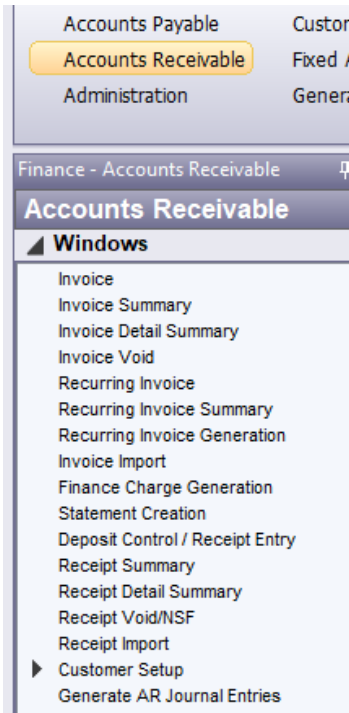 Accounts Payable
Accounts Receivable
Fixed
Administration
Finance - Accounts Receivable
Accounts Receivable
Windows
Invoice
Invoice Summary
Invoice Detail Summary
Invoice Void
Recurring Invoice
Recurring Invoice Summary
Recurring Invoice Generation
Invoice Import
Finance Charge Generation
Statement Creation
Deposit Control / Receipt Entry
Receipt Summary
Receipt Detail Summary
Receipt Void/NSF
Receipt Import
Customer Setup
Generate AR Journal Entries